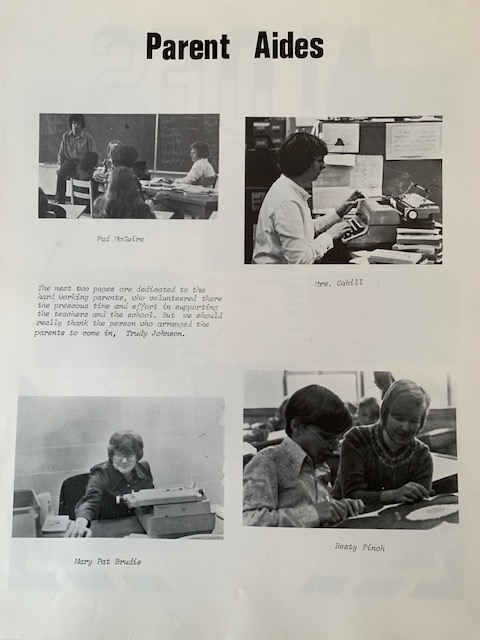 Parent Aides
Pad McGuire
Mrs. Cahill
The next two pages are dedicated to the
hard working parents, who volunteered there
the prescous time and effort in supporting
the teachers and the school. But we should
really thank the person who arranged the
parents to come in, Trudy Johnson.
Mary Pat Brudie
Besty Finch